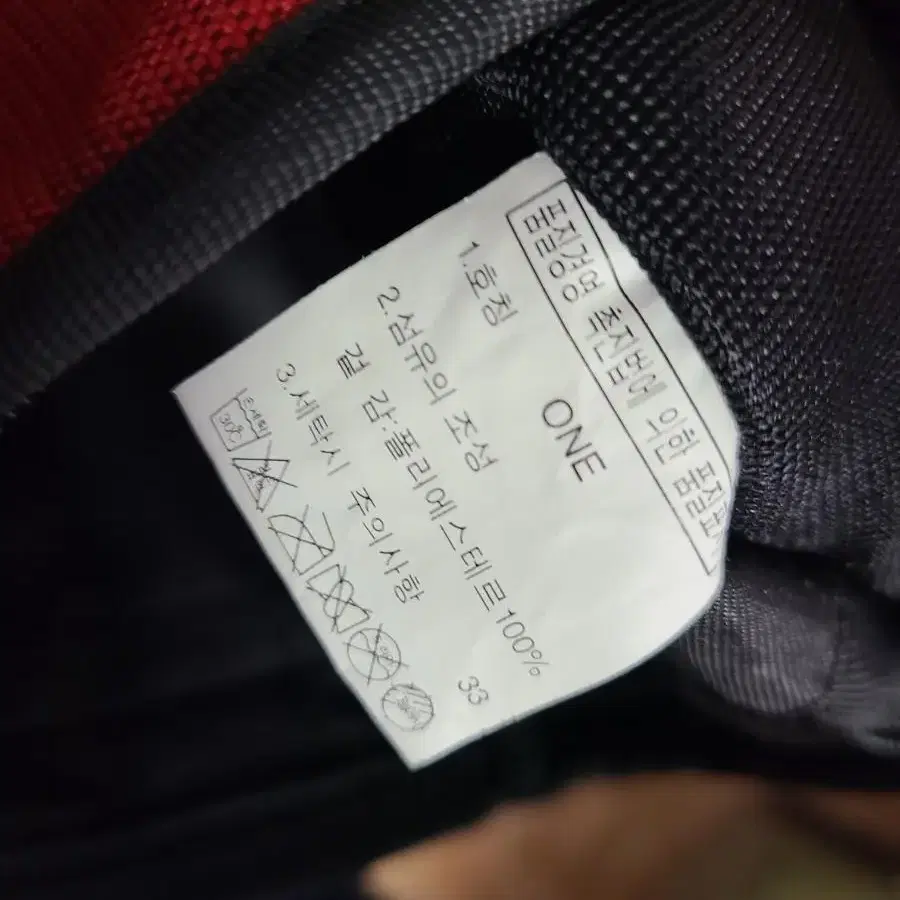 품질경영 촉진법에 의한 품질표
1.호칭 ONE
2.섬유의 조성
겉 감:폴리에스테르100%
33
3.세탁시 주의사항
30℃